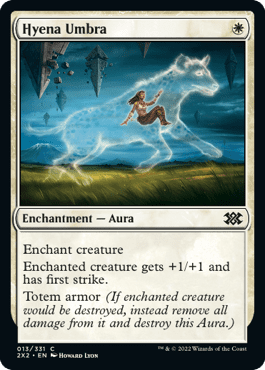 Hyena Umbra
Enchantment — Aura
Enchant creature
Enchanted creature gets +1/+1 and
has first strike.
Totem armor (If enchanted creature
would be destroyed, instead remove all
damage from it and destroy this Aura.)
013/331 C
2X2 • EN Howard Lyon
™ & © 2022 Wizards of the Coast